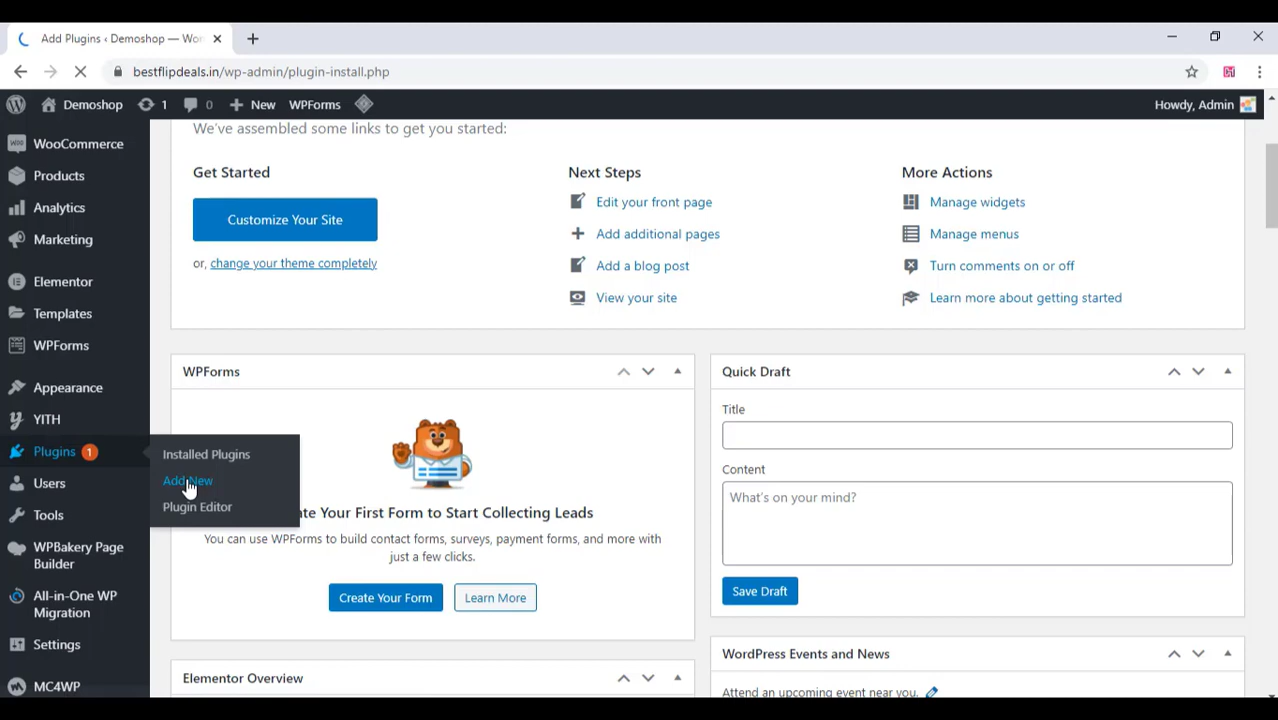 Add Plugins ‹ Demoshop — Wor
bestflipdeals.in/wp-admin/plugin-install.php
Demoshop 1 0 New WPForms Howdy, Admin
WooCommerce
Products
Analytics
Marketing
Elementor
Templates
WPForms
Appearance
YITH
Plugins 1
Users
Tools
WPBakery Page
Builder
All-in-One WP
Migration
Settings
MC4WP
Installed Plugins
Add New
Plugin Editor
We've assembled some links to get you started:
Get Started
Customize Your Site
or, change your theme completely
Next Steps
Edit your front page
Add additional pages
Add a blog post
View your site
More Actions
Manage widgets
Manage menus
Turn comments on or off
Learn more about getting started
WPForms
te Your First Form to Start Collecting Leads
You can use WPForms to build contact forms, surveys, payment forms, and more with
just a few clicks.
Create Your Form Learn More
Elementor Overview
Quick Draft
Title
Content
What's on your mind?
Save Draft
WordPress Events and News
Attend an upcoming event near you.